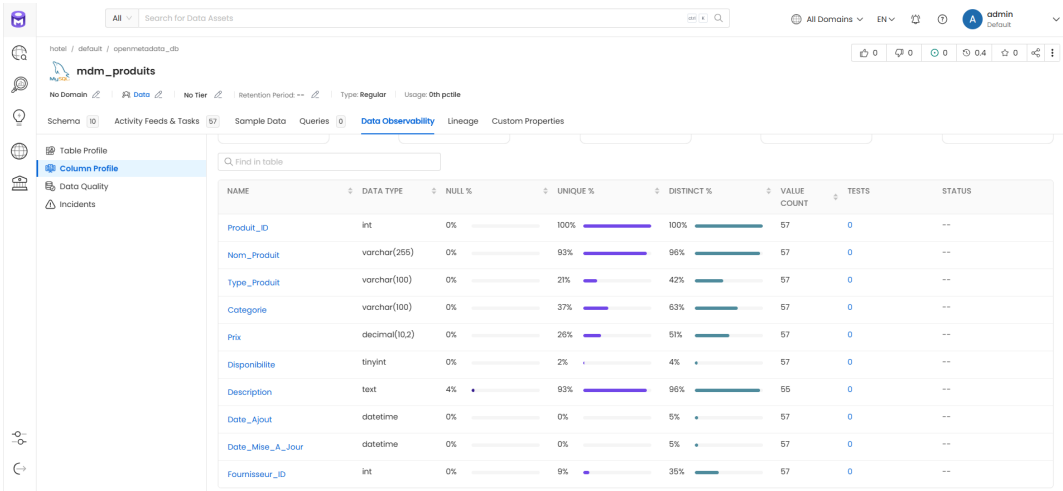 All Search for Data Assets
All Domains EN A admin
Default
hotel / default / openmetadata_db
0 0 0 0.4 0
MySQL mdm_produits
No Domain Data No Tier Retention Period: -- Type: Regular Usage: 0th pctile
Schema 10 Activity Feeds & Tasks 57 Sample Data Queries 0 Data Observability Lineage Custom Properties
Table Profile
Column Profile
Data Quality
Incidents
Find in table
NAME DATA TYPE NULL % UNIQUE % DISTINCT % VALUE COUNT TESTS STATUS
Produit_ID int 0% 100% 100% 57 0 --
Nom_Produit varchar(255) 0% 93% 96% 57 0 --
Type_Produit varchar(100) 0% 21% 42% 57 0 --
Categorie varchar(100) 0% 37% 63% 57 0 --
Prix decimal(10,2) 0% 26% 51% 57 0 --
Disponibilite tinyint 0% 2% 4% 57 0 --
Description text 4% 93% 96% 55 0 --
Date_Ajout datetime 0% 0% 5% 57 0 --
Date_Mise_A_Jour datetime 0% 0% 5% 57 0 --
Fournisseur_ID int 0% 9% 35% 57 0 --